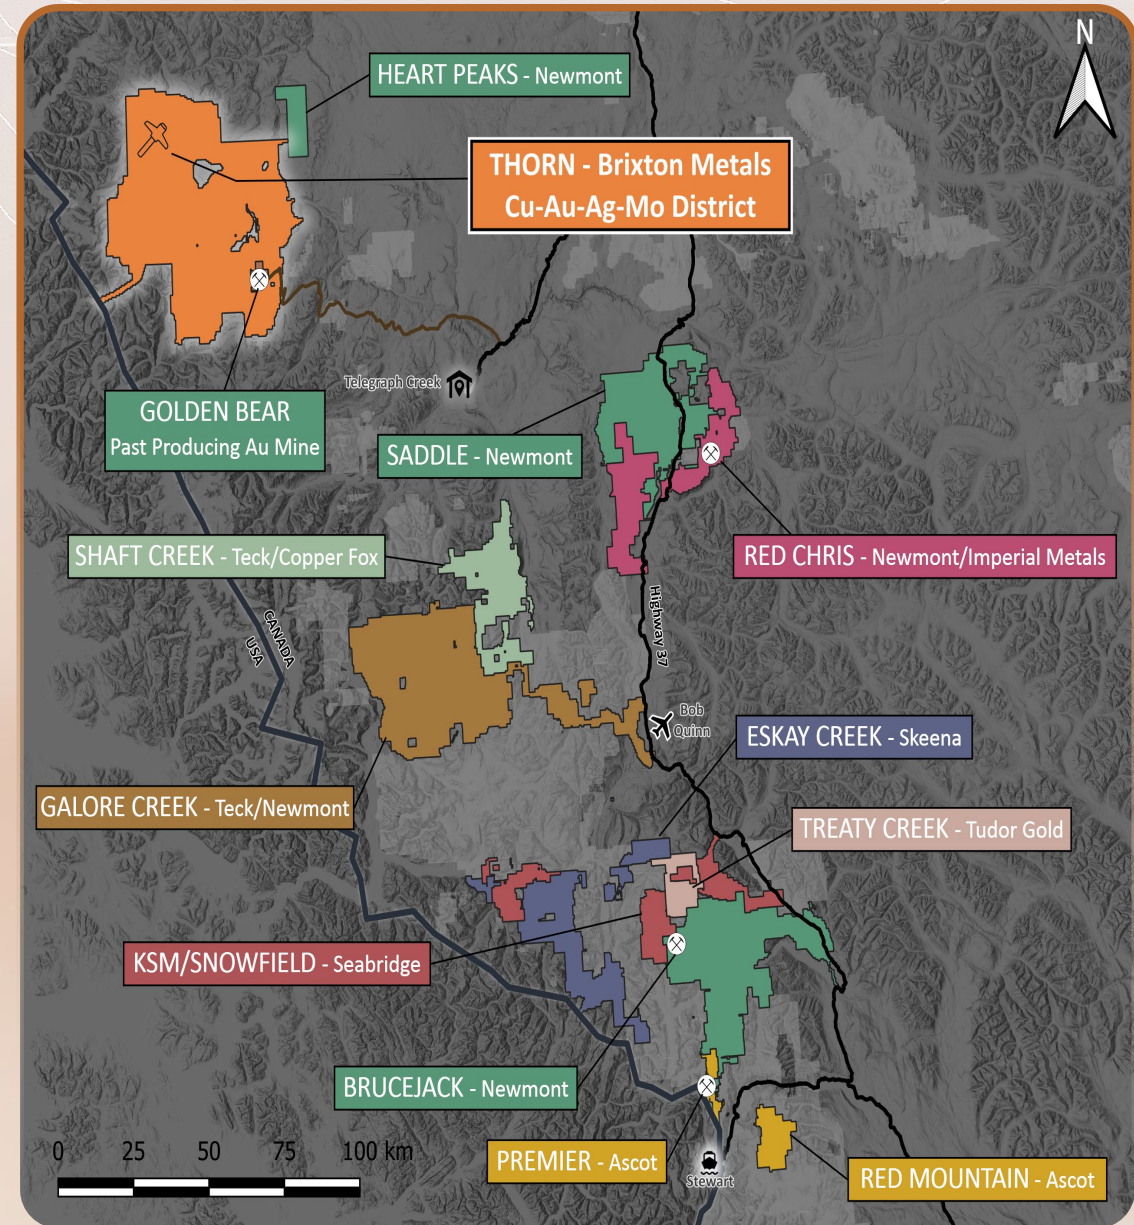 N
HEART PEAKS - Newmont
THORN - Brixton Metals
Cu-Au-Ag-Mo District
Telegraph Creek
GOLDEN BEAR
Past Producing Au Mine
SADDLE - Newmont
SHAFT CREEK - Teck/Copper Fox
RED CHRIS - Newmont/Imperial Metals
CANADA
USA
Highway 37
Bob
Quinn
ESKAY CREEK - Skeena
GALORE CREEK - Teck/Newmont
TREATY CREEK - Tudor Gold
KSM/SNOWFIELD - Seabridge
BRUCEJACK - Newmont
0 25 50 75 100 km
PREMIER - Ascot
Stewart
RED MOUNTAIN - Ascot